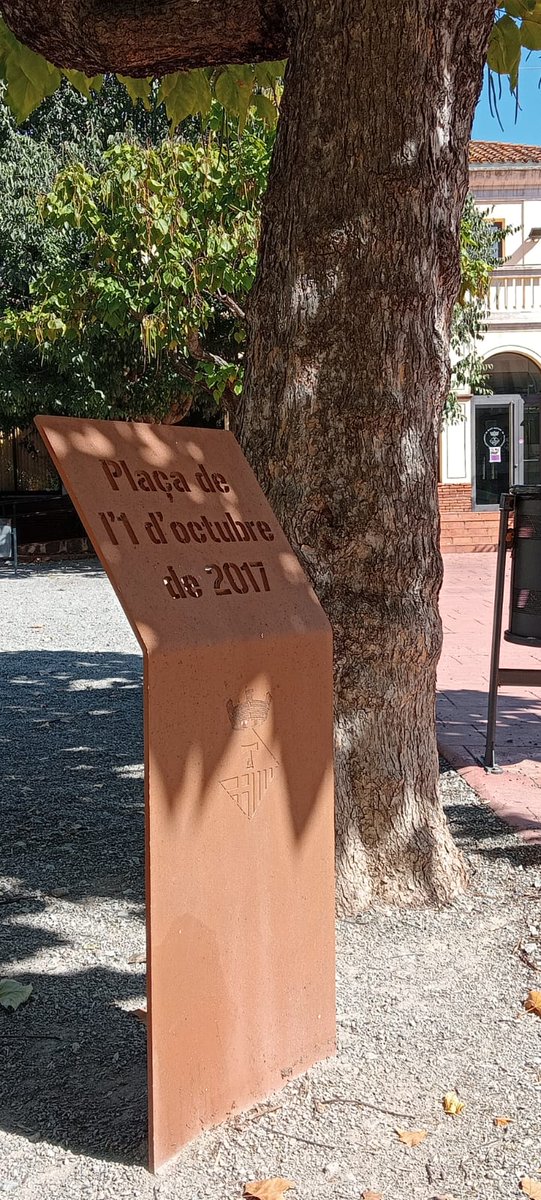 Plaça de
l'1 d'octubre
de 2017